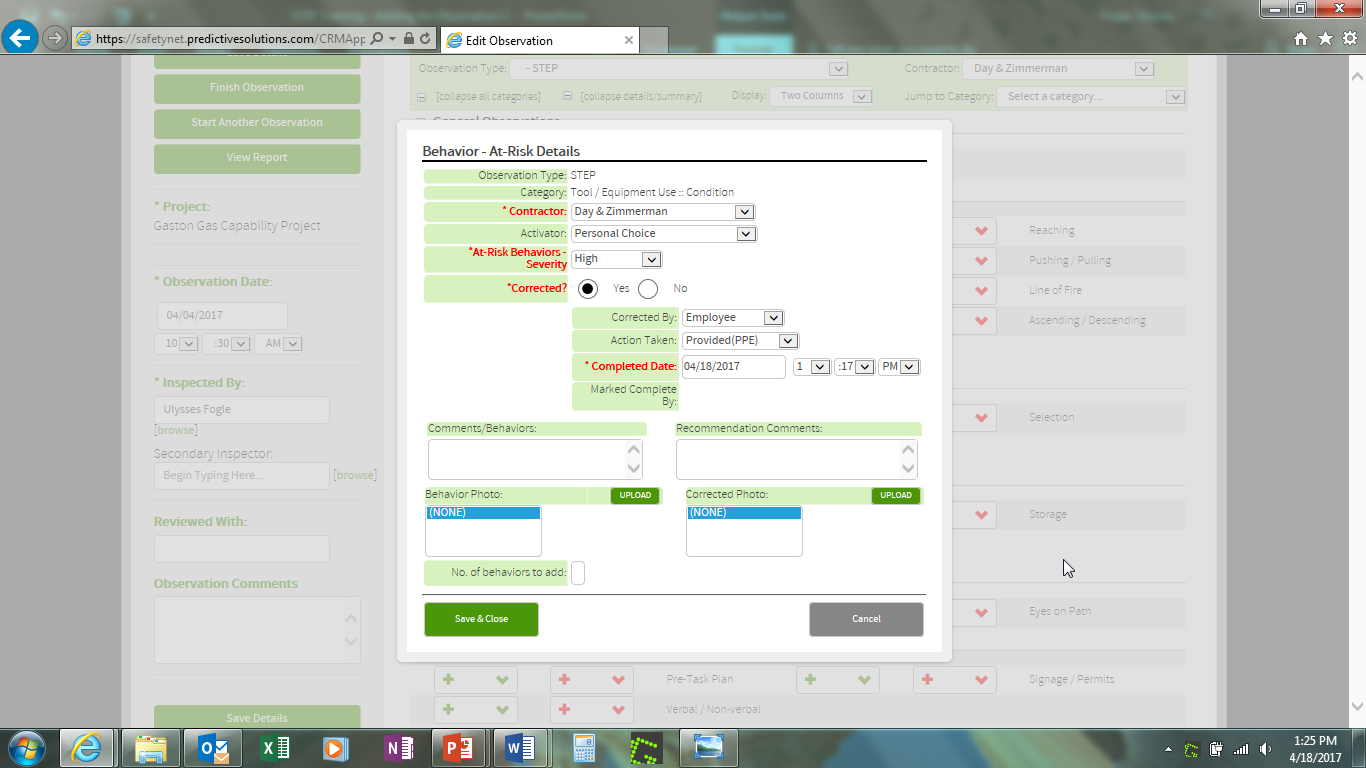 https://safetynet.predictivesolutions.com/CRMApp
Edit Observation
Finish Observation
Start Another Observation
View Report
* Project:
Gaston Gas Capability Project
* Observation Date:
04/04/2017
10 :30 AM
* Inspected By:
Ulysses Fogle
[browse]
Secondary Inspector:
Begin Typing Here... [browse]
Reviewed With:
Observation Comments
Save Details
Observation Type: - STEP Contractor: Day & Zimmerman
[collapse all categories] [collapse details/summary] Display: Two Columns Jump to Category: Select a category...
General Observations
Behavior - At-Risk Details
Observation Type: STEP
Category: Tool / Equipment Use :: Condition
* Contractor: Day & Zimmerman
Activator: Personal Choice
*At-Risk Behaviors -
Severity High
*Corrected? Yes No
Corrected By: Employee
Action Taken: Provided(PPE)
* Completed Date: 04/18/2017 1 :17 PM
Marked Complete
By:
Comments/Behaviors: Recommendation Comments:
Behavior Photo: UPLOAD Corrected Photo: UPLOAD
(NONE) (NONE)
No. of behaviors to add:
Save & Close Cancel
Reaching
Pushing / Pulling
Line of Fire
Ascending / Descending
Selection
Storage
Eyes on Path
Pre-Task Plan Signage / Permits
Verbal / Non-verbal
1:25 PM
4/18/2017